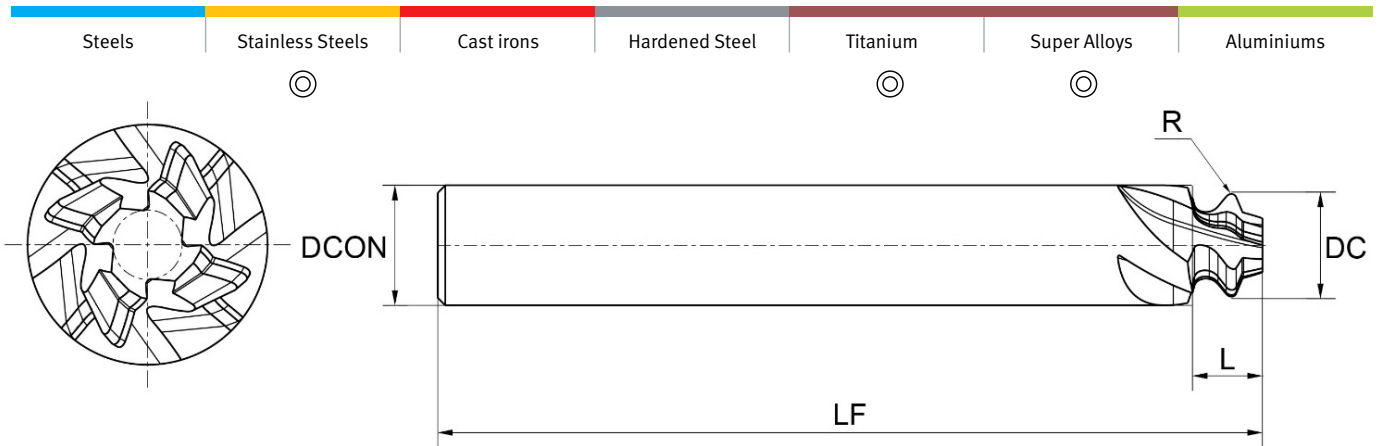 Steels Stainless Steels Cast irons Hardened Steel Titanium Super Alloys Aluminiums
◎ ◎ ◎
R
DCON
DC
L
LF